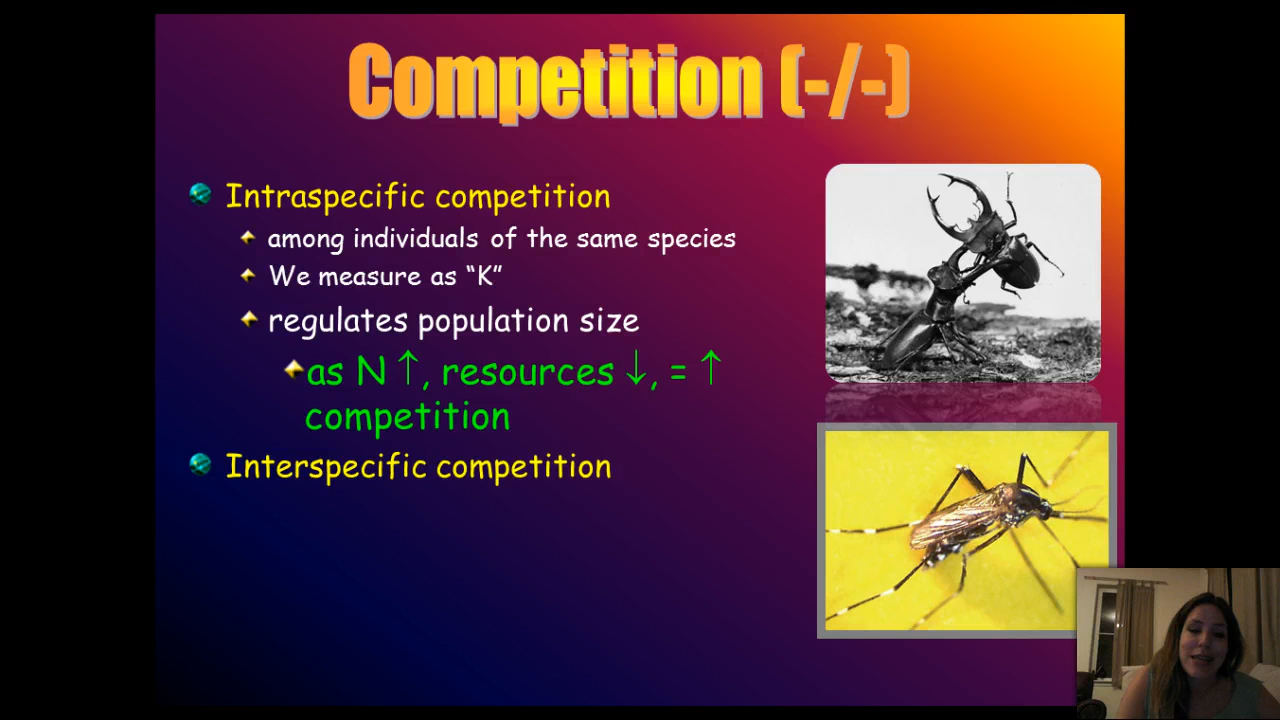 Competition (-/-)
Intraspecific competition
among individuals of the same species
We measure as “K”
regulates population size
as N ↑, resources ↓, = ↑
competition
Interspecific competition